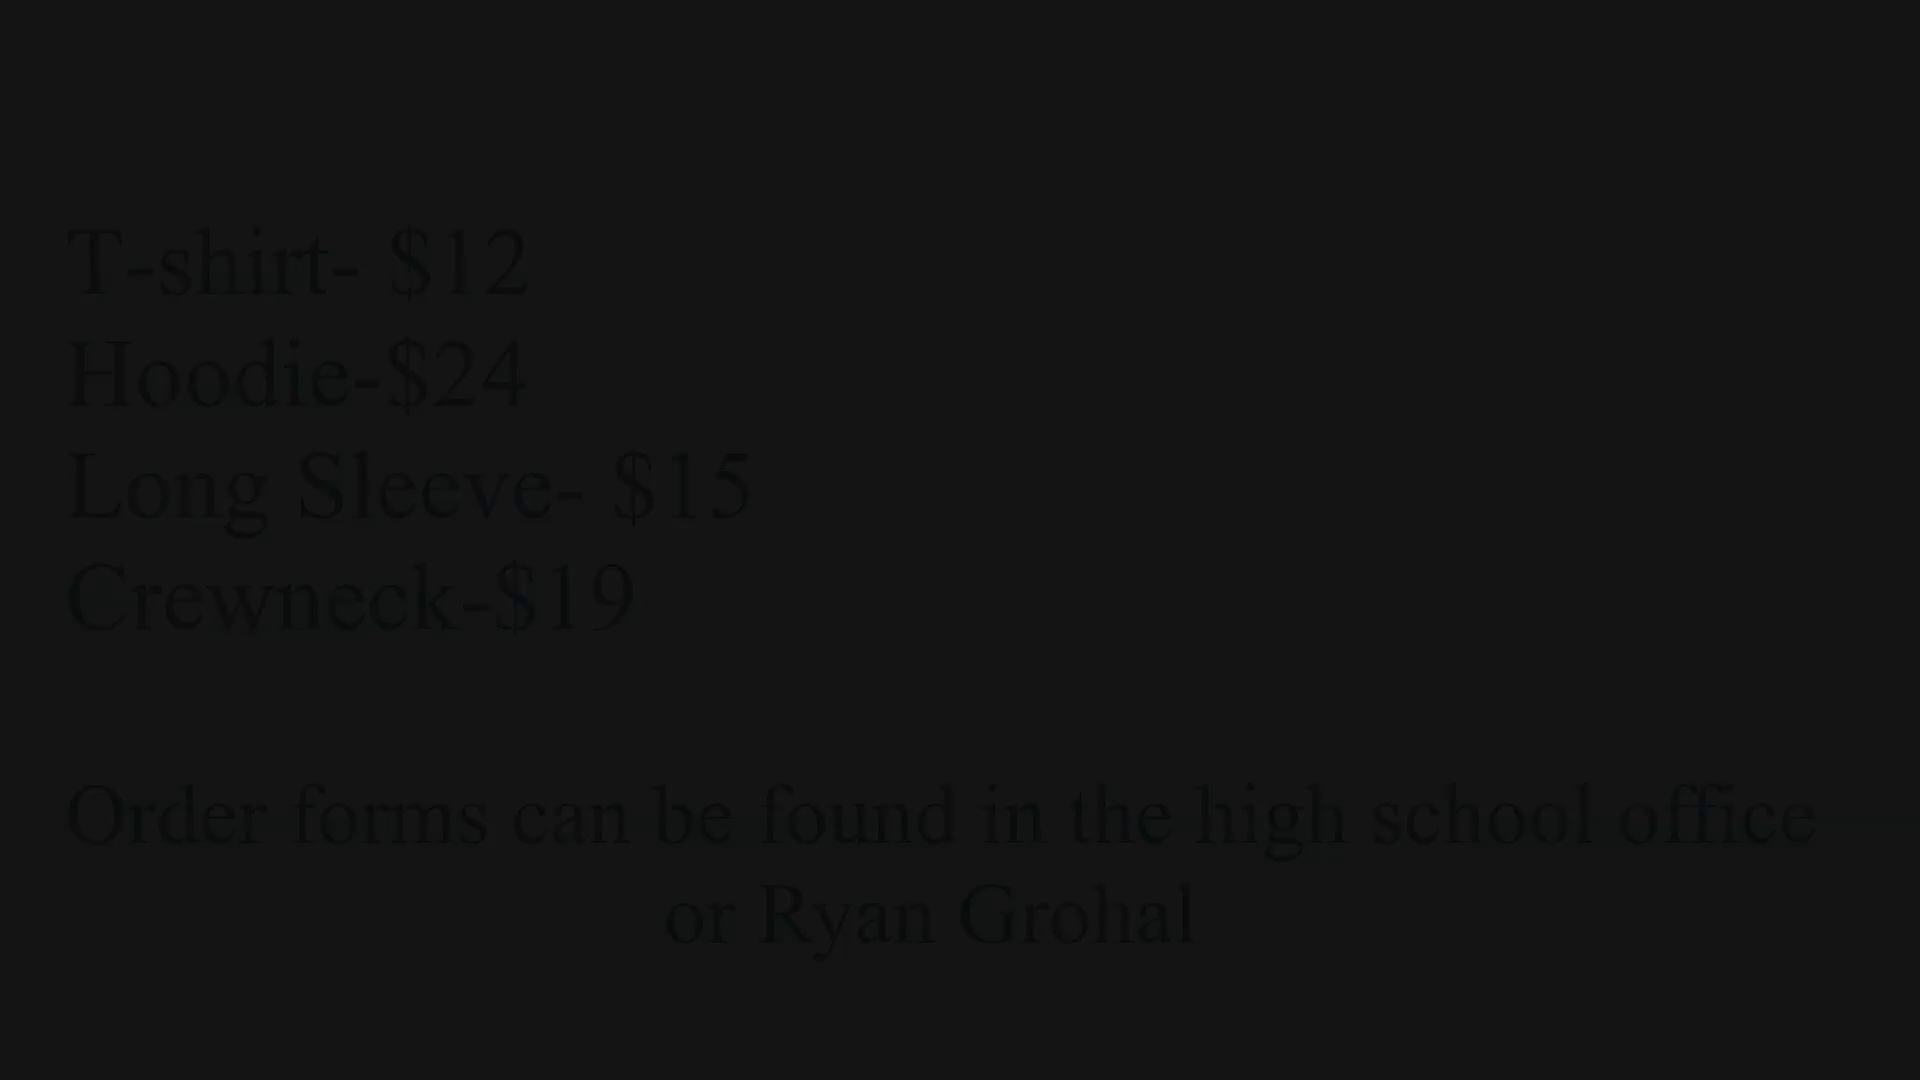 T-shirt- $12
Hoodie-$24
Long Sleeve- $15
Crewneck-$19
Order forms can be found in the high school office
or Ryan Grohal